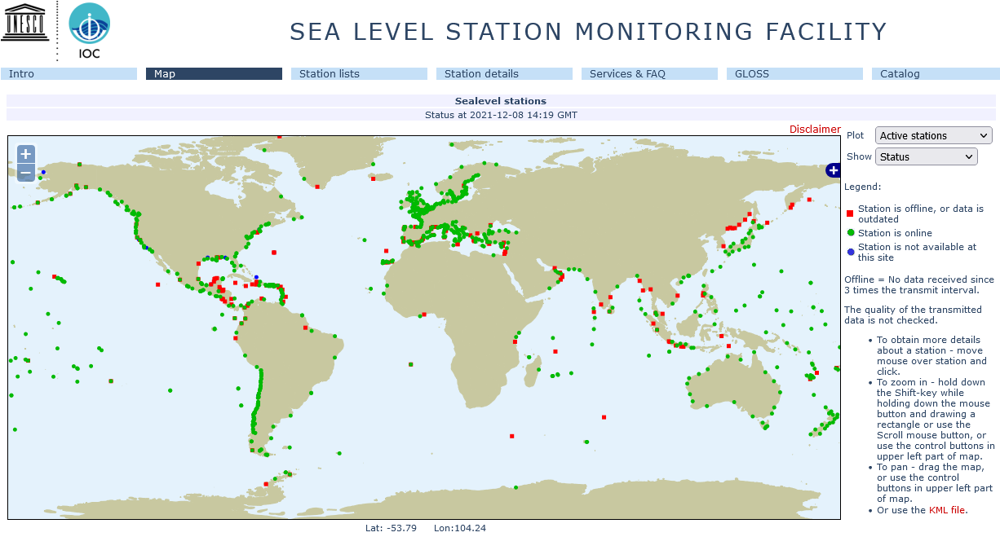 UNESCO
IOC
SEA LEVEL STATION MONITORING FACILITY
Intro
Map
Station lists
Station details
Services & FAQ
GLOSS
Catalog
Sealevel stations
Status at 2021-12-08 14:19 GMT
Disclaimer
Plot
Active stations
Show
Status
+
−
+
Legend:
Station is offline, or data is
outdated
Station is online
Station is not available at
this site
Offline = No data received since
3 times the transmit interval.
The quality of the transmitted
data is not checked.
• To obtain more details
about a station - move
mouse over station and
click.
• To zoom in - hold down
the Shift-key while
holding down the mouse
button and drawing a
rectangle or use the
Scroll mouse button, or
use the control buttons in
upper left part of map.
• To pan - drag the map,
or use the control
buttons in upper left part
of map.
• Or use the KML file.
Lat: -53.79 Lon:104.24